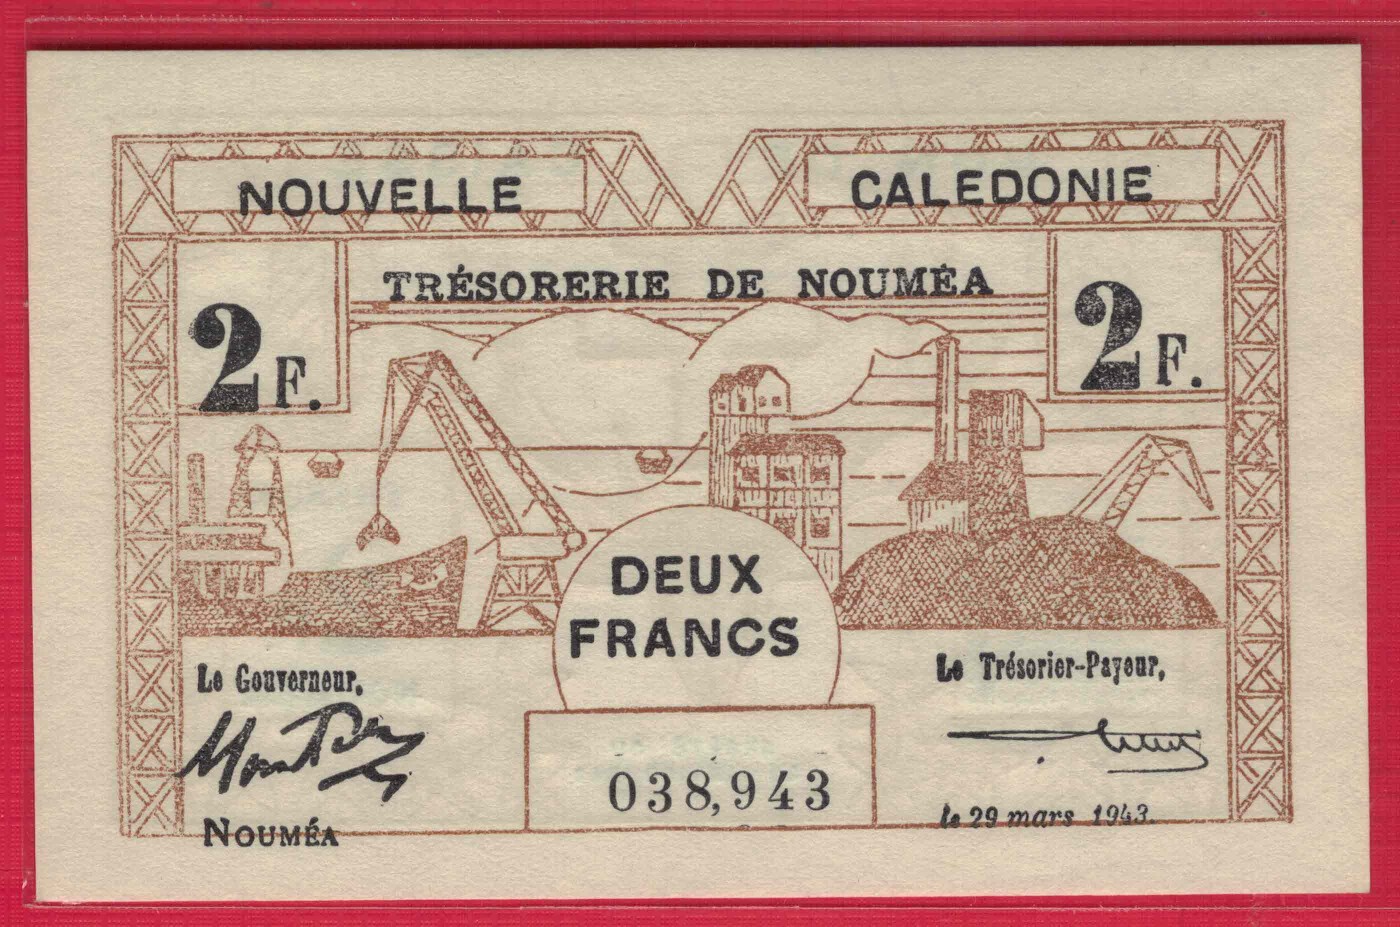 NOUVELLE CALEDONIE
TRÉSORERIE DE NOUMÉA
2F. 2F.
DEUX
FRANCS
Le Gouverneur, Le Trésorier-Payeur,
038,943
NOUMÉA le 29 mars 1943.